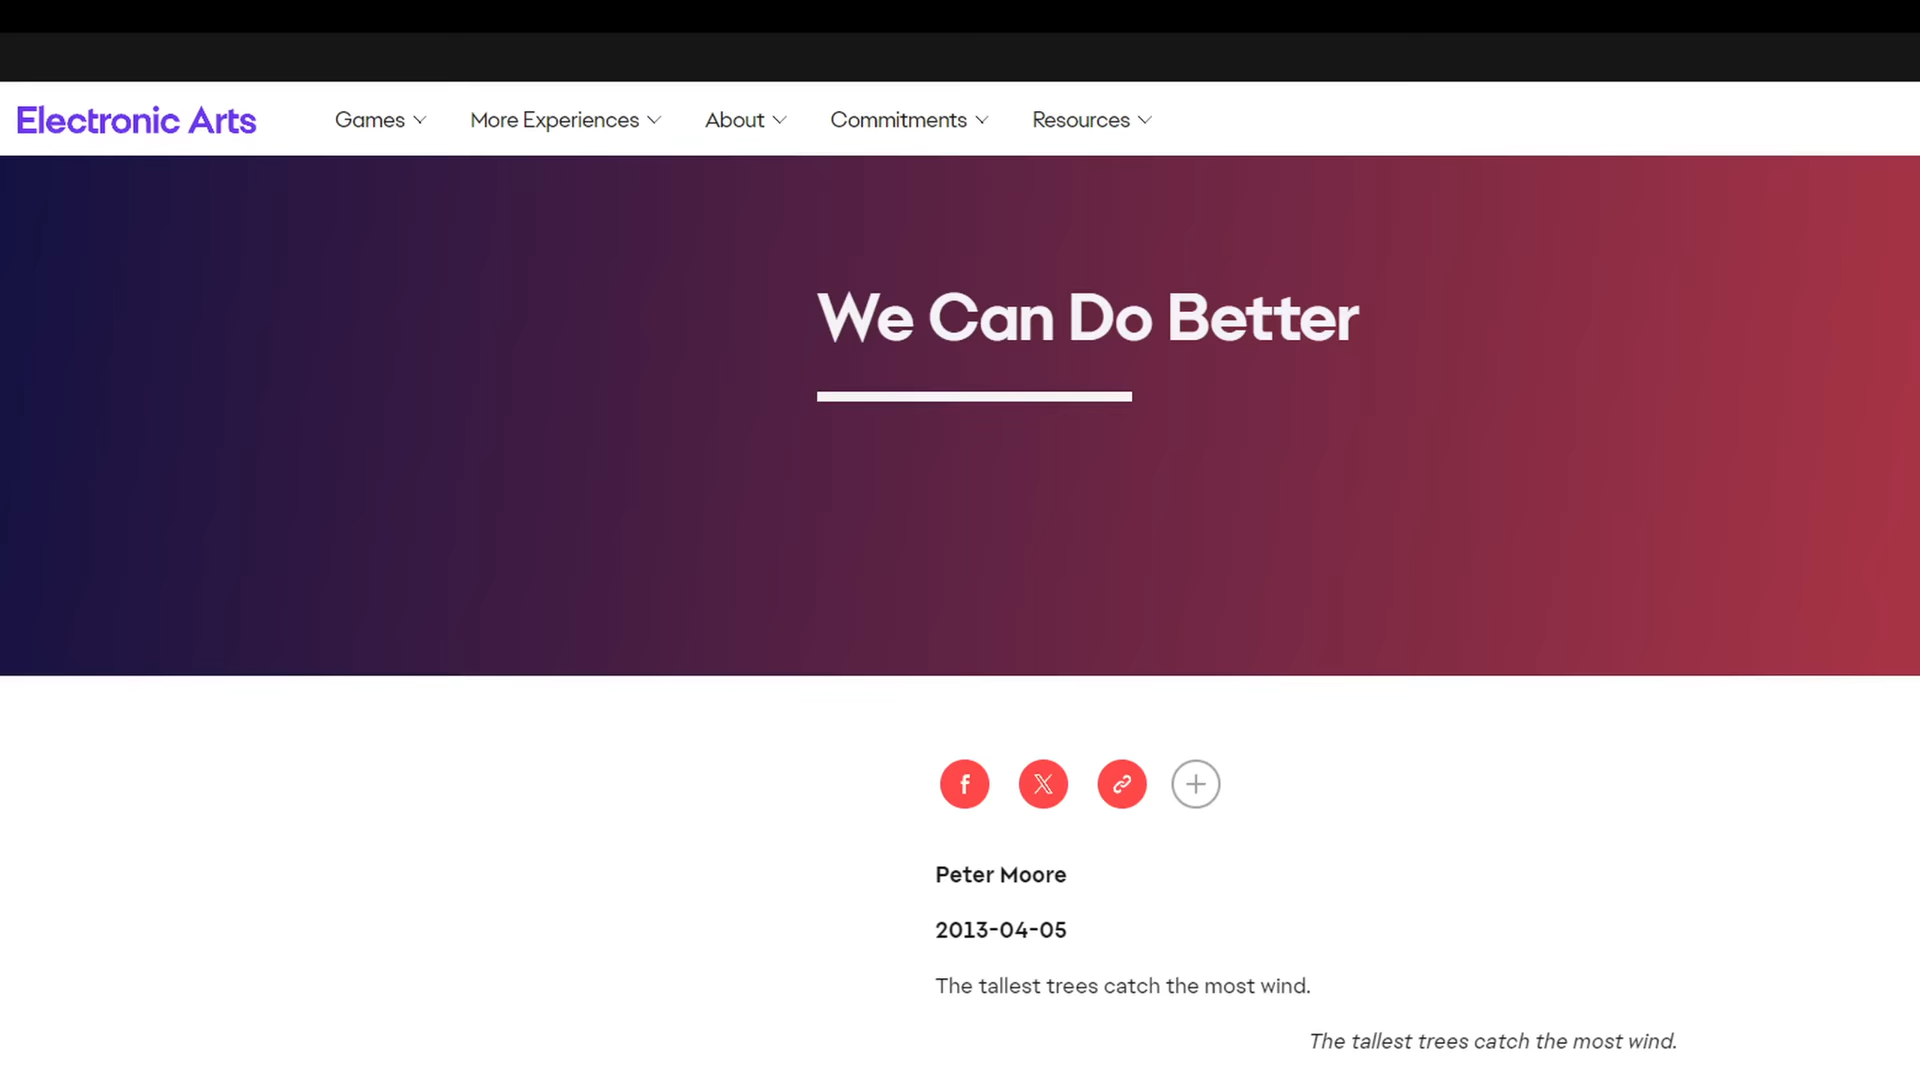 Electronic Arts Games More Experiences About Commitments Resources
We Can Do Better
Peter Moore
2013-04-05
The tallest trees catch the most wind.
The tallest trees catch the most wind.